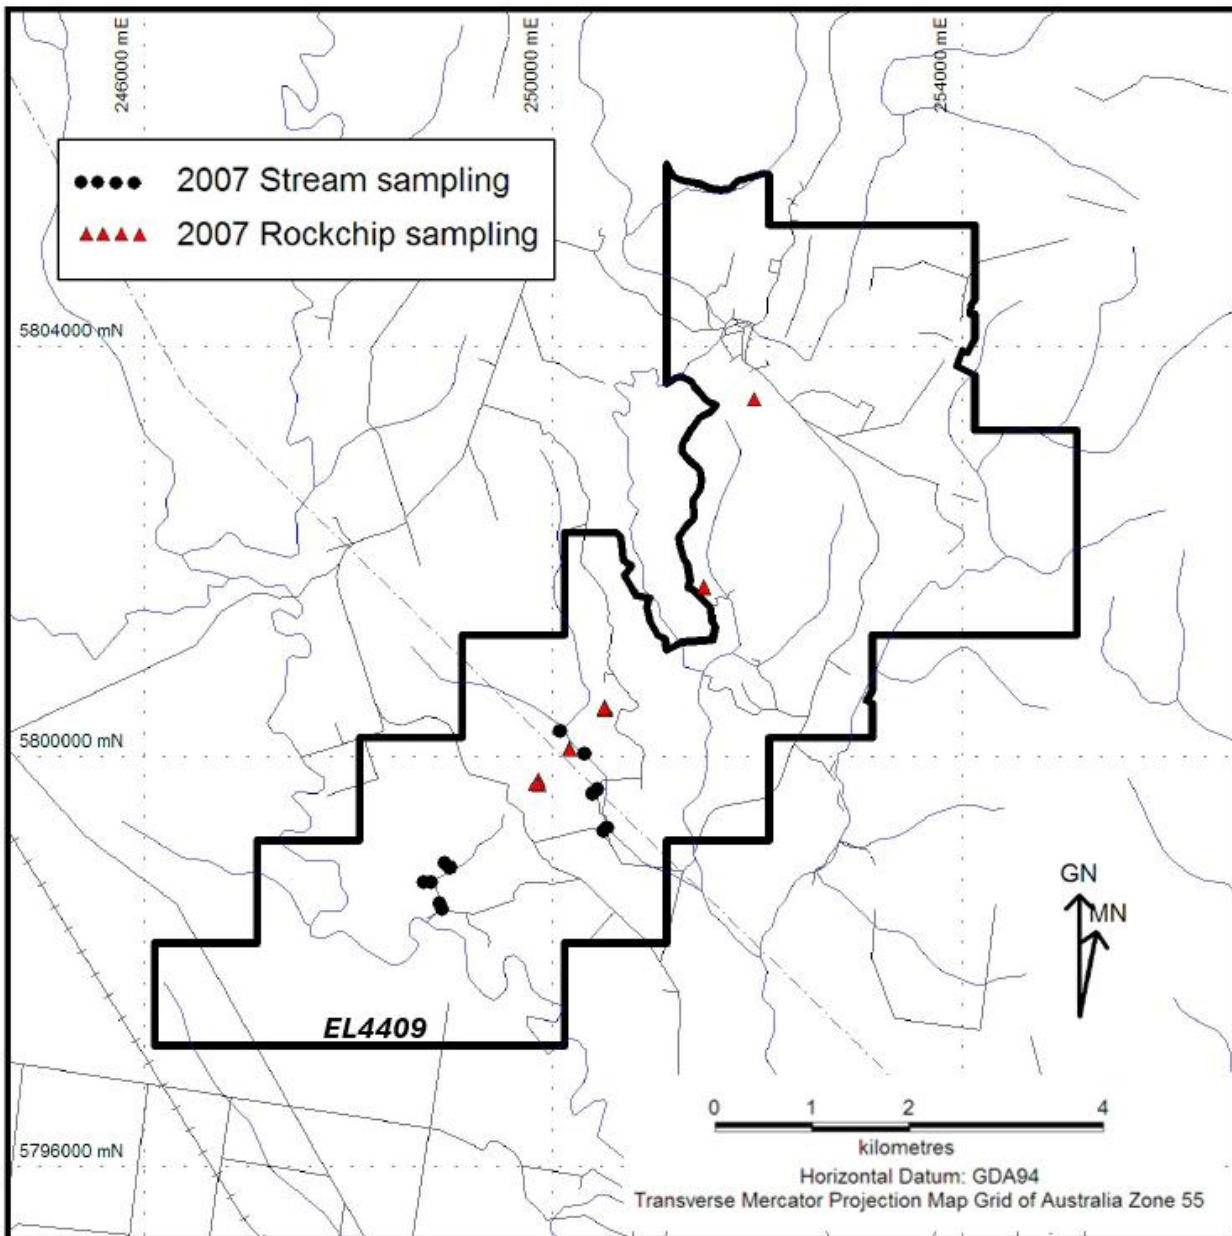 246000 mE
250000 mE
254000 mE
2007 Stream sampling
2007 Rockchip sampling
5804000 mN
5800000 mN
GN
MN
EL4409
0 1 2 4
kilometres
5796000 mN
Horizontal Datum: GDA94
Transverse Mercator Projection Map Grid of Australia Zone 55